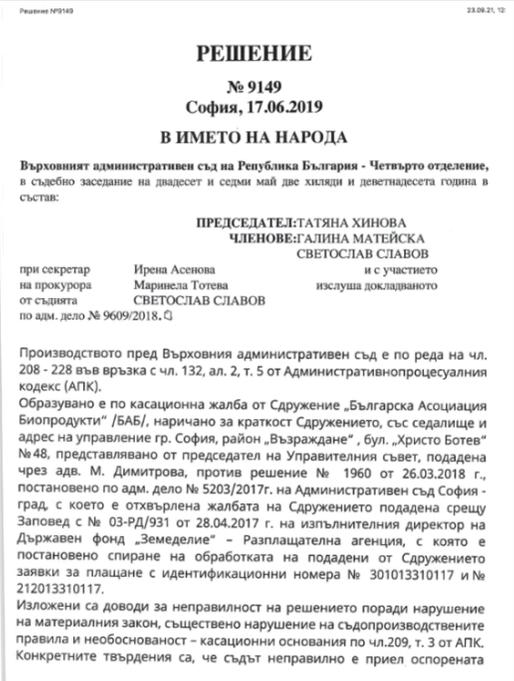 Решение №9149
23.09.21, 12:
РЕШЕНИЕ
№ 9149
София, 17.06.2019
В ИМЕТО НА НАРОДА
Върховният административен съд на Република България - Четвърто отделение,
в съдебно заседание на двадесет и седми май две хиляди и деветнадесета година в
състав:
ПРЕДСЕДАТЕЛ:ТАТЯНА ХИНОВА
ЧЛЕНОВЕ:ГАЛИНА МАТЕЙСКА
СВЕТОСЛАВ СЛАВОВ
при секретар Ирена Асенова и с участието
на прокурора Маринела Тотева изслуша докладваното
от съдията СВЕТОСЛАВ СЛАВОВ
по адм. дело № 9609/2018.
Производството пред Върховния административен съд е по реда на чл.
208 - 228 във връзка с чл. 132, ал. 2, т. 5 от Административнопроцесуалния
кодекс (АПК).
Образувано е по касационна жалба от Сдружение „Българска Асоциация
Биопродукти“ /БАБ/, наричано за краткост Сдружението, със седалище и
адрес на управление гр. София, район „Възраждане“ , бул. „Христо Ботев“
№48, представлявано от председател на Управителния съвет, подадена
чрез адв. М. Димитрова, против решение № 1960 от 26.03.2018 г.,
постановено по адм. дело № 5203/2017г. на Административен съд София -
град, с което е отхвърлена жалбата на Сдружението подадена срещу
Заповед с № 03-РД/931 от 28.04.2017 г. на изпълнителния директор на
Държавен фонд „Земеделие“ – Разплащателна агенция, с която е
постановено спиране на обработката на подадени от Сдружението
заявки за плащане с идентификационни номера № 301013310117 и №
212013310117.
Изложени са доводи за неправилност на решението поради нарушение
на материалния закон, съществено нарушение на съдопроизводствените
правила и необоснованост – касационни основания по чл.209, т. 3 от АПК.
Конкретните твърдения са, че съдът неправилно е приел оспорената